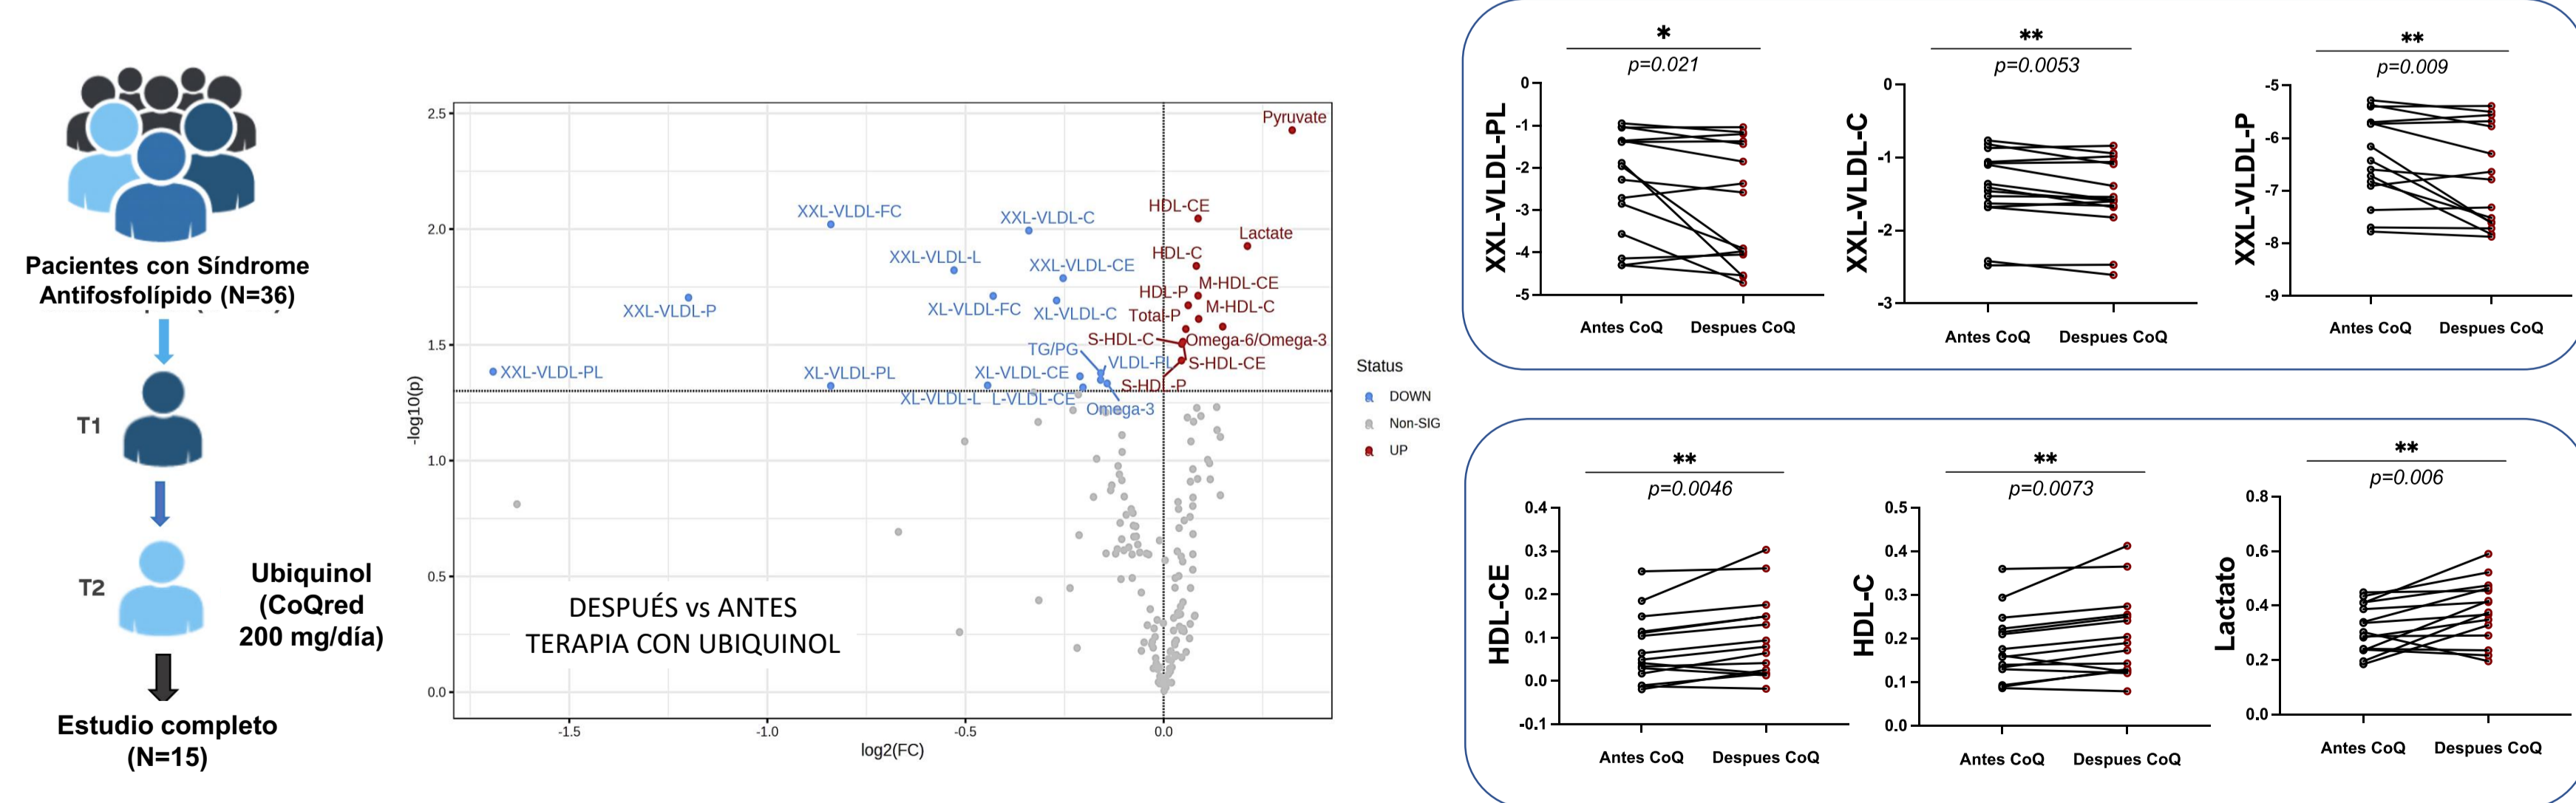 Pacientes con Síndrome
Antifosfolípido (N=36)
T1
T2
Ubiquinol
(CoQred
200 mg/día)
Estudio completo
(N=15)
-log10(p)
2.5
2.0
1.5
1.0
0.5
0.0
-1.5
-1.0
-0.5
0.0
log2(FC)
Pyruvate
HDL-CE
XXL-VLDL-FC
XXL-VLDL-C
Lactate
HDL-C
XXL-VLDL-L
XXL-VLDL-CE
M-HDL-CE
HDL-P
XXL-VLDL-P
XL-VLDL-FC
XL-VLDL-C
M-HDL-C
Total-P
S-HDL-C
Omega-6/Omega-3
TG/PG
VLDL-PL
S-HDL-CE
XXL-VLDL-PL
XL-VLDL-PL
XL-VLDL-CE
S-HDL-P
XL-VLDL-L
L-VLDL-CE
Omega-3
DESPUÉS vs ANTES
TERAPIA CON UBIQUINOL
Status
DOWN
Non-SIG
UP
*
p=0.021
XXL-VLDL-PL
0
-1
-2
-3
-4
-5
Antes CoQ Despues CoQ
**
p=0.0053
XXL-VLDL-C
0
-1
-2
-3
Antes CoQ Despues CoQ
**
p=0.009
XXL-VLDL-P
-5
-6
-7
-8
-9
Antes CoQ Despues CoQ
**
p=0.0046
HDL-CE
0.4
0.3
0.2
0.1
0.0
-0.1
Antes CoQ Despues CoQ
**
p=0.0073
HDL-C
0.5
0.4
0.3
0.2
0.1
0.0
Antes CoQ Despues CoQ
**
p=0.006
Lactato
0.8
0.6
0.4
0.2
0.0
Antes CoQ Despues CoQ